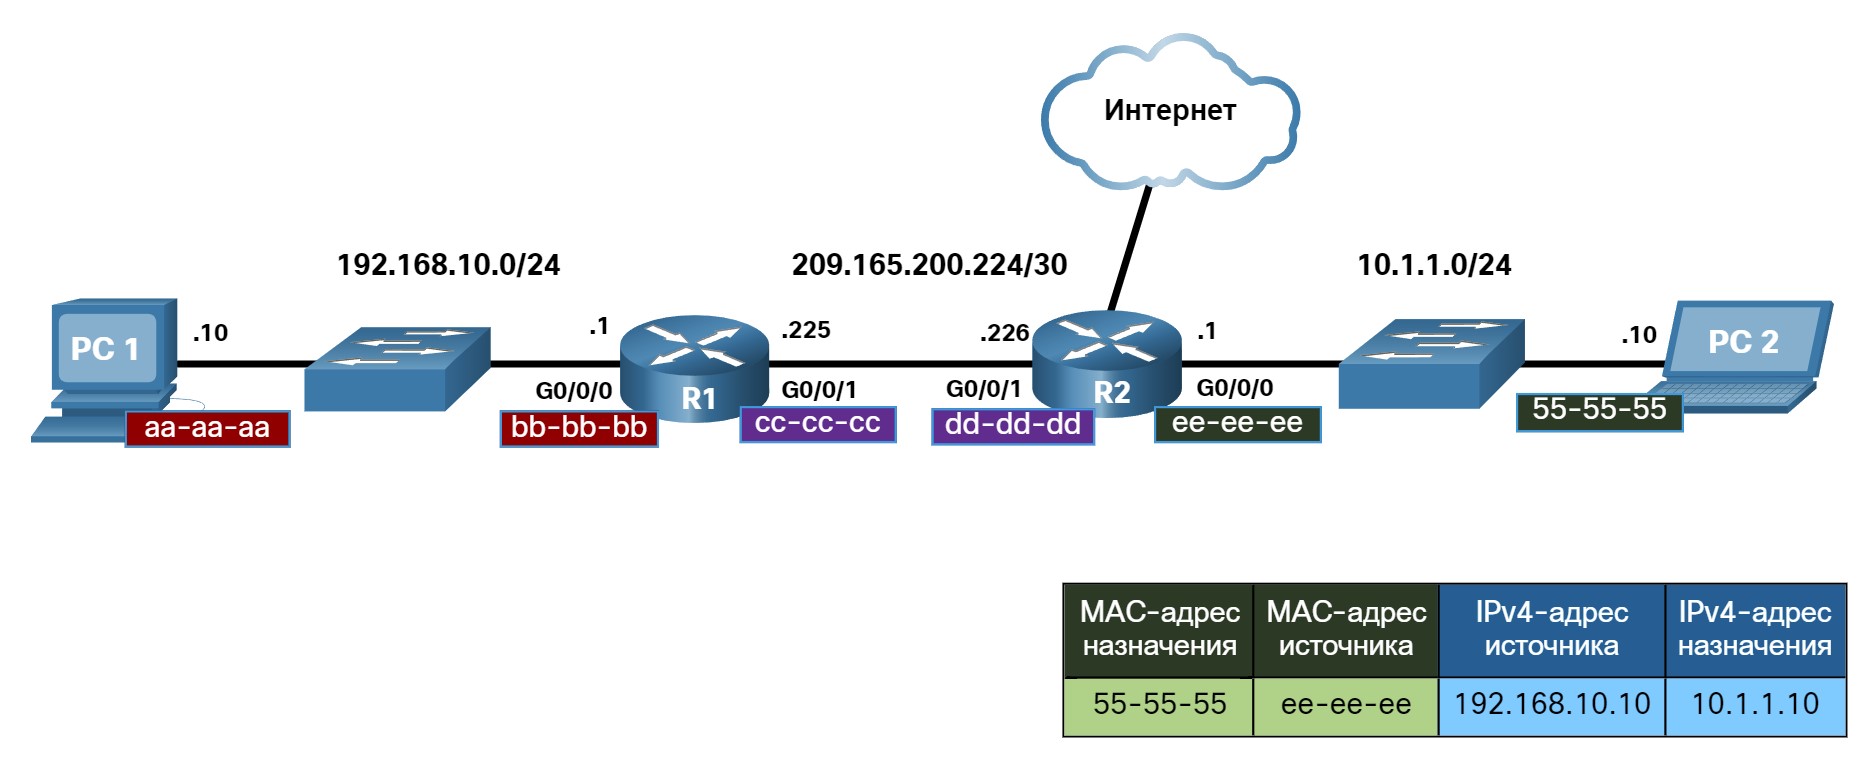 Интернет
192.168.10.0/24
209.165.200.224/30
10.1.1.0/24
PC 1
.10
.1
R1
.225
.226
R2
.1
.10
PC 2
G0/0/0
G0/0/1
G0/0/1
G0/0/0
aa-aa-aa
bb-bb-bb
cc-cc-cc
dd-dd-dd
ee-ee-ee
55-55-55
MAC-адрес
назначения
MAC-адрес
источника
IPv4-адрес
источника
IPv4-адрес
назначения
55-55-55
ee-ee-ee
192.168.10.10
10.1.1.10